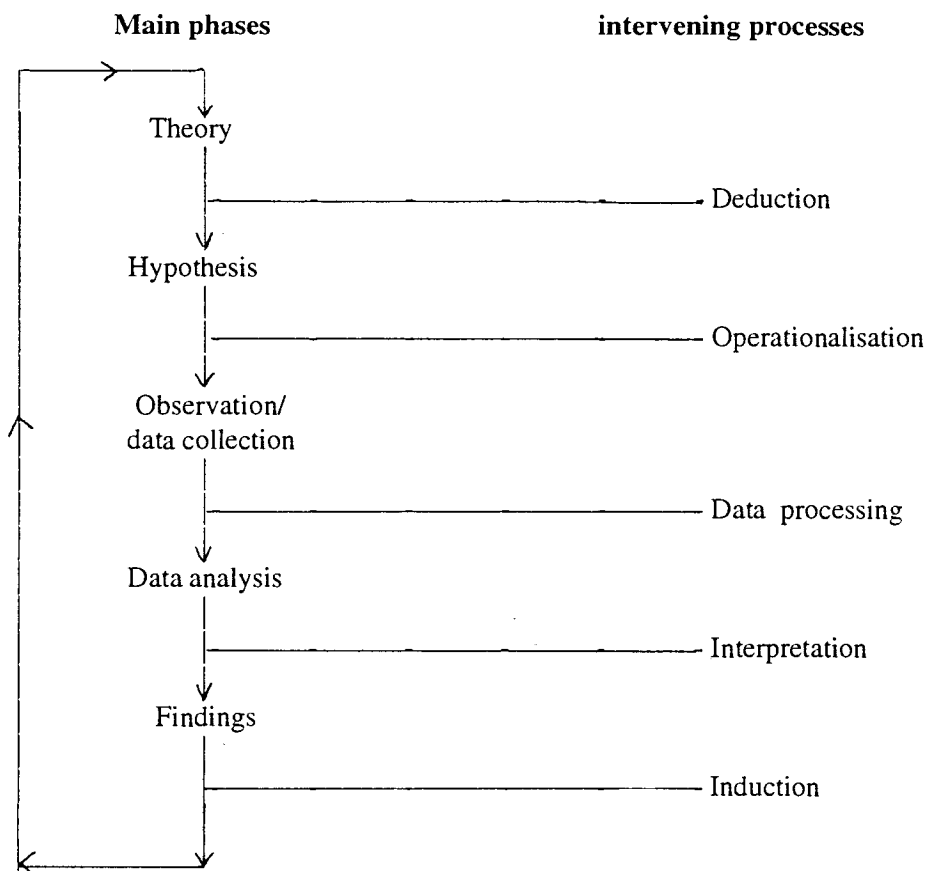 Main phases
intervening processes
Theory
Deduction
Hypothesis
Operationalisation
Observation/
data collection
Data processing
Data analysis
Interpretation
Findings
Induction